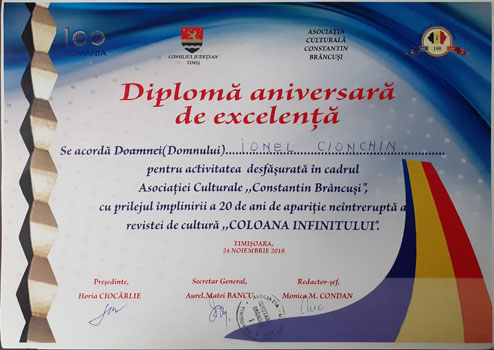 100
ROMANIA
CONSILIUL JUDEȚEAN
TIMIȘ
ASOCIAȚIA
CULTURALĂ
CONSTANTIN
BRÂNCUȘI
100
Diplomă aniversară
de excelență
Se acordă Doamnei(Domnului)....IONEL CIONCHIN....
pentru activitatea desfășurată în cadrul
Asociației Culturale ,,Constantin Brâncuși",
cu prilejul împlinirii a 20 de ani de apariție neîntreruptă a
revistei de cultură ,,COLOANA INFINITULUI".
TIMIȘOARA,
24 NOIEMBRIE 2018
Președinte,
Horia CIOCÂRLIE
Secretar General,
Aurel.Matei BANCU
Redactor-șef,
Monica M. CONDAN